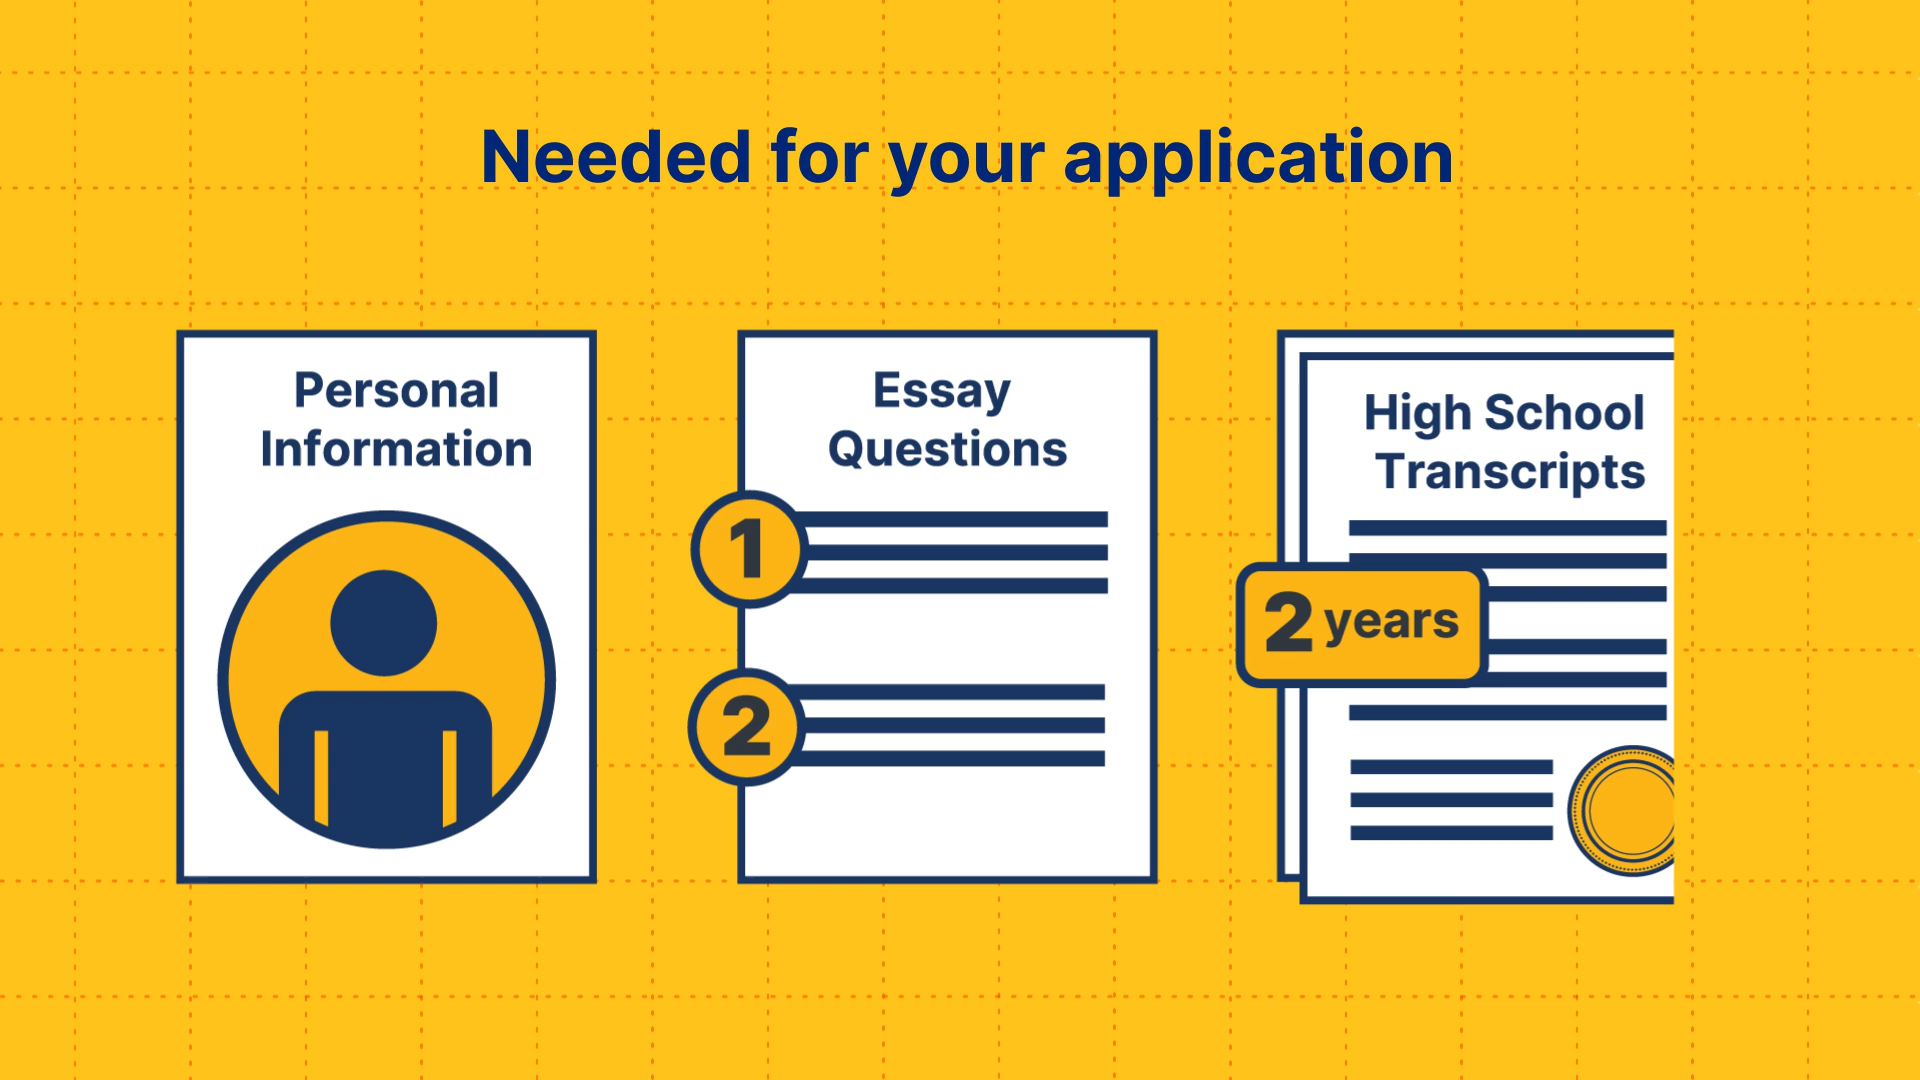 Needed for your application
Personal
Information
Essay
Questions
1
2
High School
Transcripts
2 years